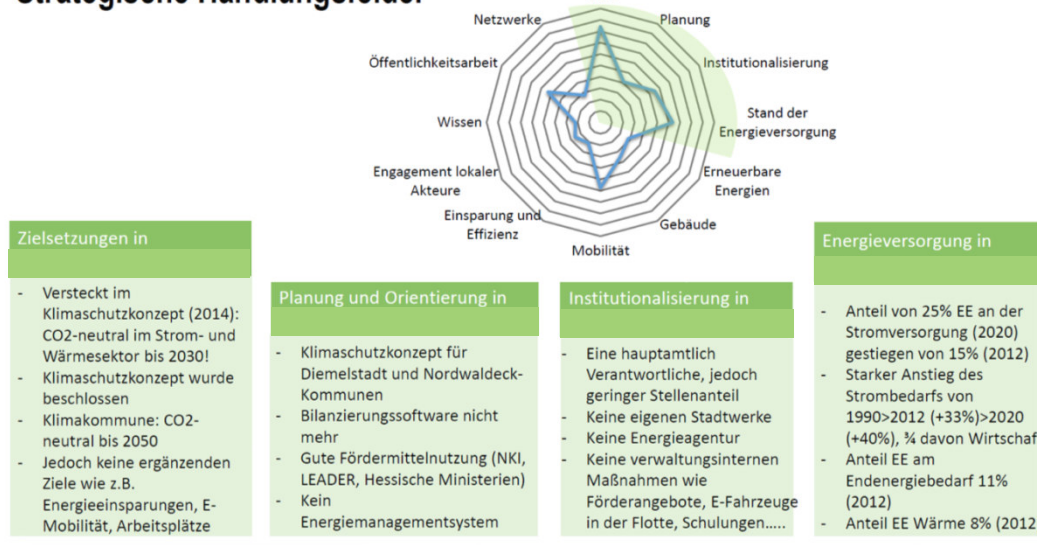 Netzwerke
Planung
Öffentlichkeitsarbeit
Institutionalisierung
Wissen
Stand der
Energieversorgung
Engagement lokaler
Akteure
Erneuerbare
Energien
Einsparung und
Effizienz
Gebäude
Mobilität
Zielsetzungen in
- Versteckt im
Klimaschutzkonzept (2014):
CO2-neutral im Strom- und
Wärmesektor bis 2030!
- Klimaschutzkonzept wurde
beschlossen
- Klimakommune: CO2-
neutral bis 2050
- Jedoch keine ergänzenden
Ziele wie z.B.
Energieeinsparungen, E-
Mobilität, Arbeitsplätze
Planung und Orientierung in
- Klimaschutzkonzept für
Diemelstadt und Nordwaldeck-
Kommunen
- Bilanzierungssoftware nicht
mehr
- Gute Fördermittelnutzung (NKI,
LEADER, Hessische Ministerien)
- Kein
Energiemanagementsystem
Institutionalisierung in
- Eine hauptamtlich
Verantwortliche, jedoch
geringer Stellenanteil
- Keine eigenen Stadtwerke
- Keine Energieagentur
- Keine verwaltungsinternen
Maßnahmen wie
Förderangebote, E-Fahrzeuge
in der Flotte, Schulungen.....
Energieversorgung in
- Anteil von 25% EE an der
Stromversorgung (2020)
gestiegen von 15% (2012)
- Starker Anstieg des
Strombedarfs von
1990>2012 (+33%)>2020
(+40%), ¾ davon Wirtschaf
- Anteil EE am
Endenergiebedarf 11%
(2012)
- Anteil EE Wärme 8% (2012